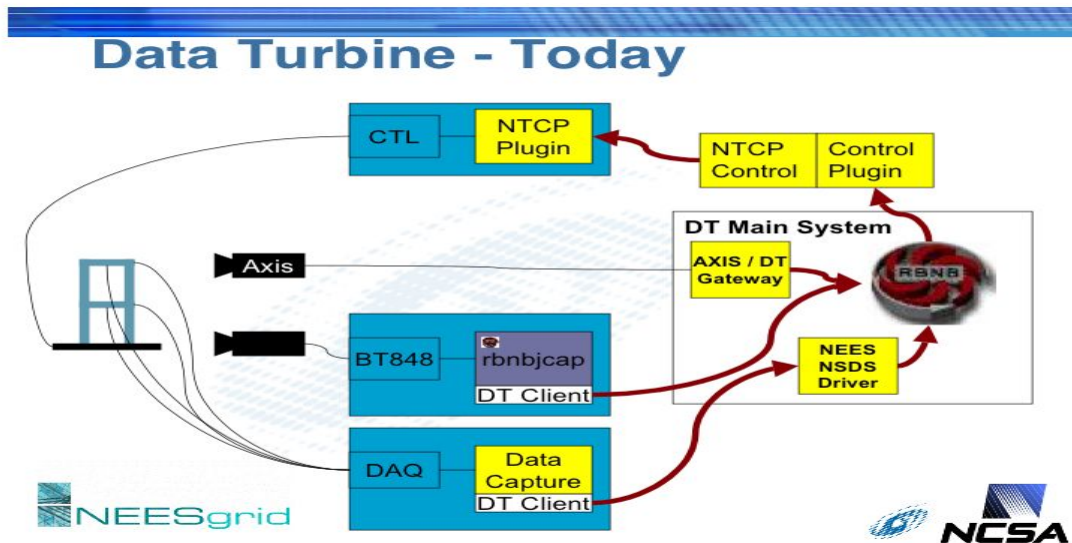 Data Turbine - Today
CTL
NTCP
Plugin
NTCP
Control
Control
Plugin
DT Main System
Axis
AXIS / DT
Gateway
RBNB
BT848
rbnbjcap
DT Client
NEES
NSDS
Driver
DAQ
Data
Capture
DT Client
NEESgrid
NCSA